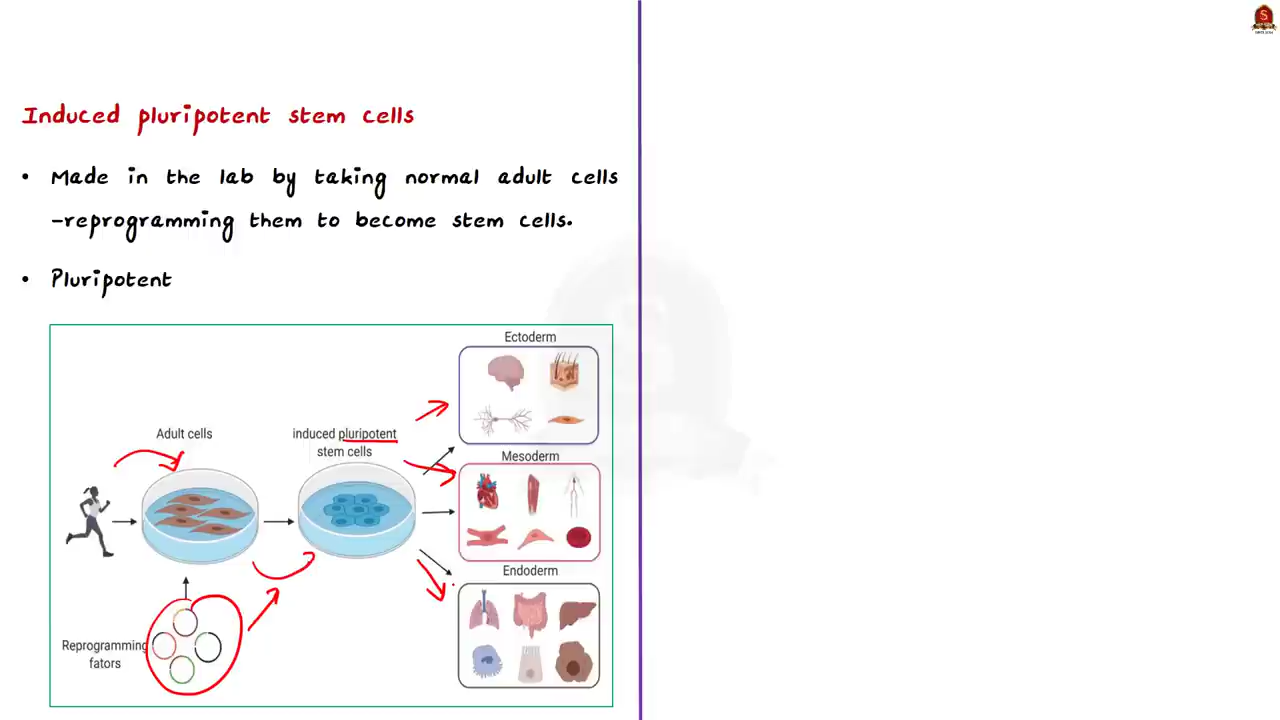 Induced pluripotent stem cells
• Made in the lab by taking normal adult cells
-reprogramming them to become stem cells.
• Pluripotent
Ectoderm
Adult cells
induced pluripotent
stem cells
Mesoderm
Endoderm
Reprogramming
fators